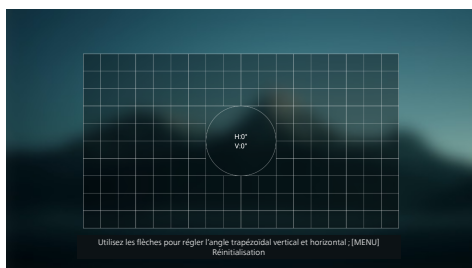 H:0°
V:0°
Utilisez les flèches pour régler l'angle trapézoïdal vertical et horizontal ; [MENU]
Réinitialisation